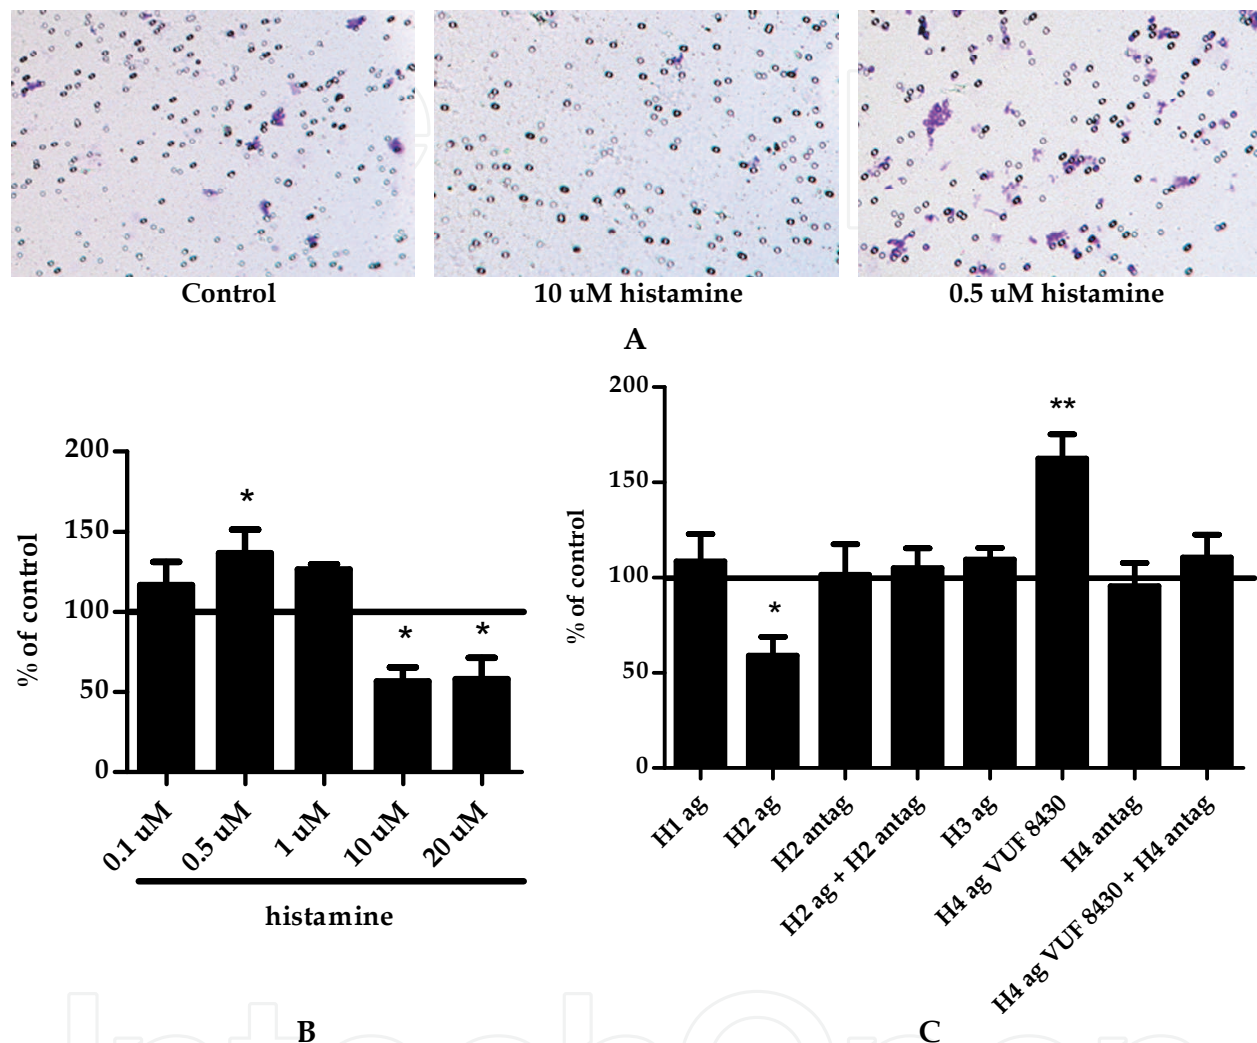 Control
10 uM histamine
0.5 uM histamine
A
% of control
200
150
100
50
0
*
*
*
0.1 uM
0.5 uM
1 uM
10 uM
20 uM
histamine
B
% of control
200
150
100
50
0
*
**
H1 ag
H2 ag
H2 antag
H2 ag + H2 antag
H3 ag
H4 ag VUF 8430
H4 antag
H4 ag VUF 8430 + H4 antag
C